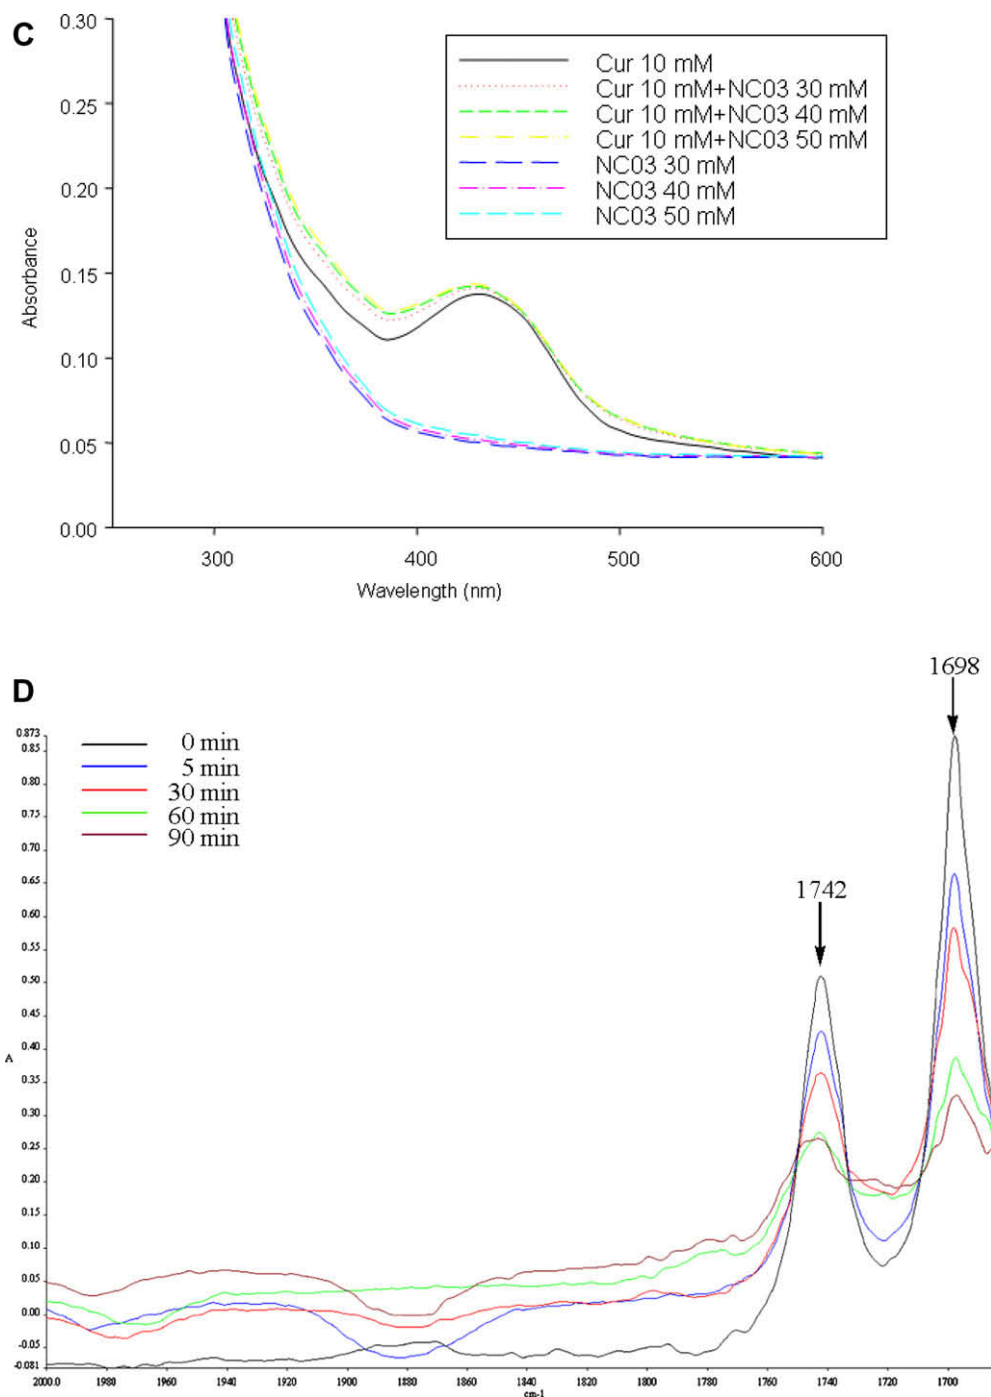 C
0.30
0.25
0.20
0.15
0.10
0.05
0.00
Absorbance
Cur 10 mM
Cur 10 mM+NC03 30 mM
Cur 10 mM+NC03 40 mM
Cur 10 mM+NC03 50 mM
NC03 30 mM
NC03 40 mM
NC03 50 mM
300 400 500 600
Wavelength (nm)
D
1698
1742
0 min
5 min
30 min
60 min
90 min
0.873
0.85
0.80
0.75
0.70
0.65
0.60
0.55
0.50
0.45
0.40
0.35
0.30
0.25
0.20
0.15
0.10
0.05
0.00
-0.05
-0.081
A
2000.0 1980 1960 1940 1920 1900 1880 1860 1840 1820 1800 1780 1760 1740 1720 1700
cm-1